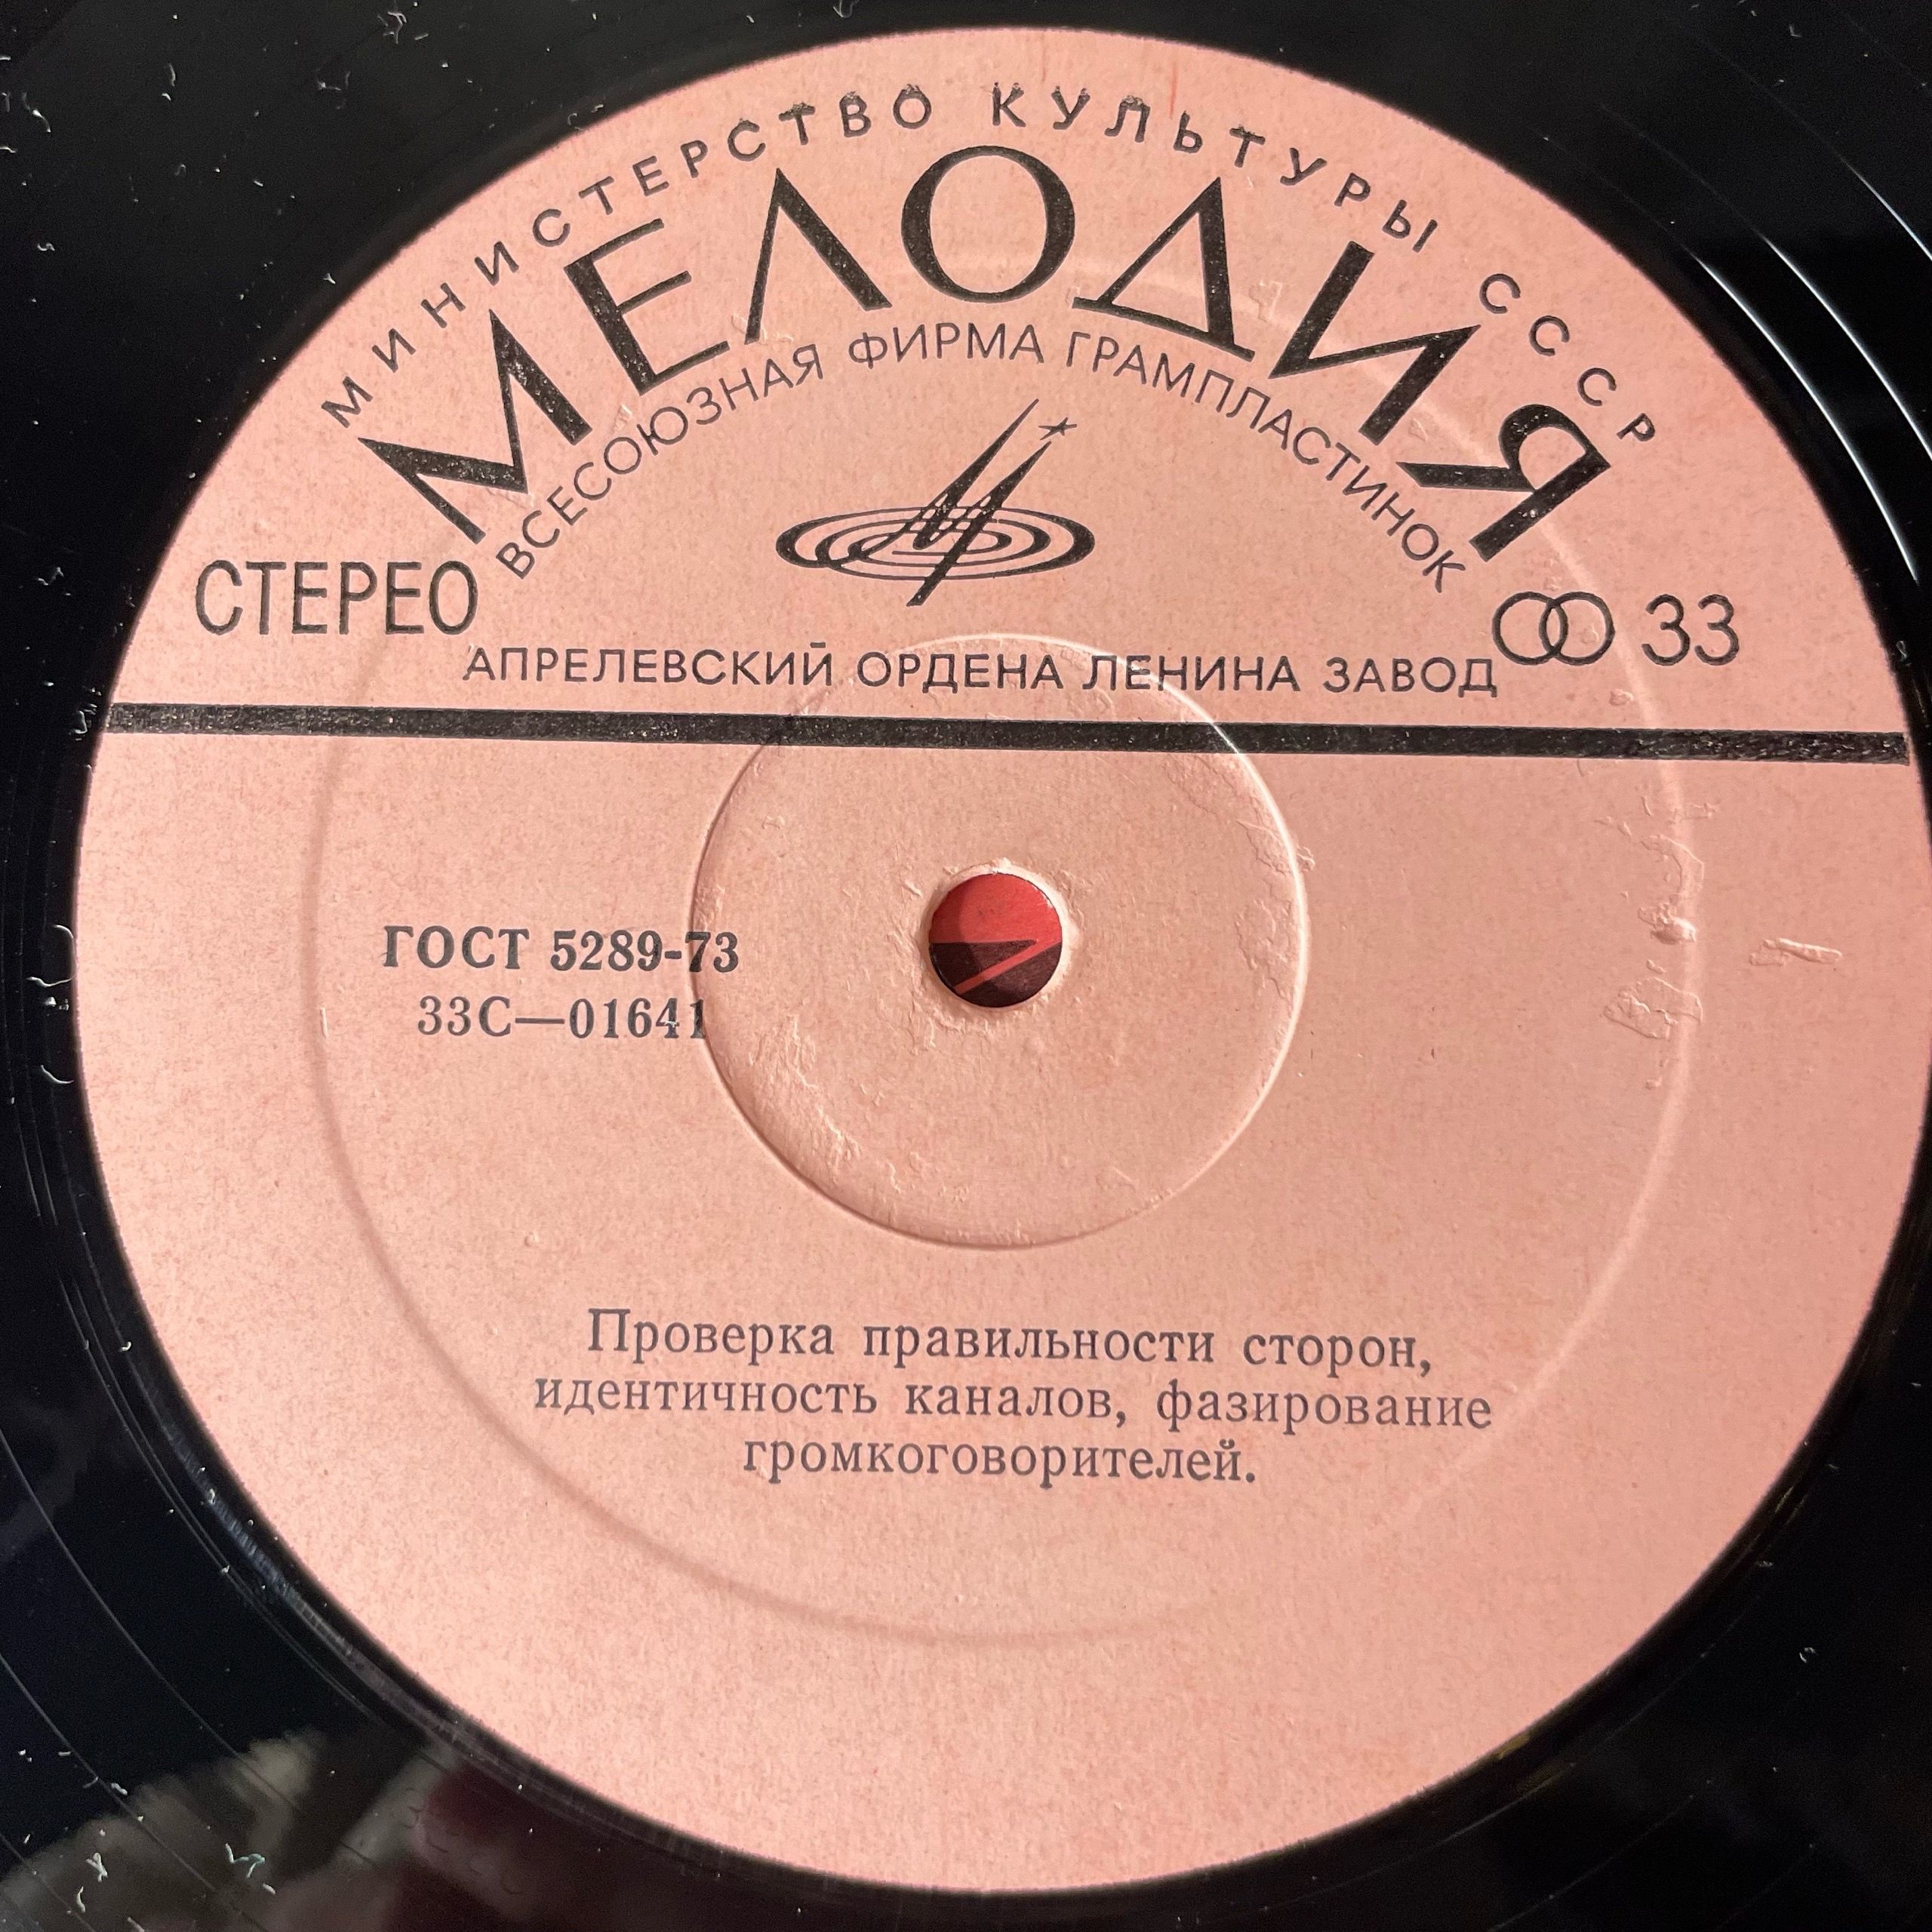 МИНИСТЕРСТВО КУЛЬТУРЫ СССР
МЕЛОДИЯ
ВСЕСОЮЗНАЯ ФИРМА ГРАМПЛАСТИНОК
СТЕРЕО
33
АПРЕЛЕВСКИЙ ОРДЕНА ЛЕНИНА ЗАВОД
ГОСТ 5289-73
33С—01641
Проверка правильности сторон,
идентичность каналов, фазирование
громкоговорителей.